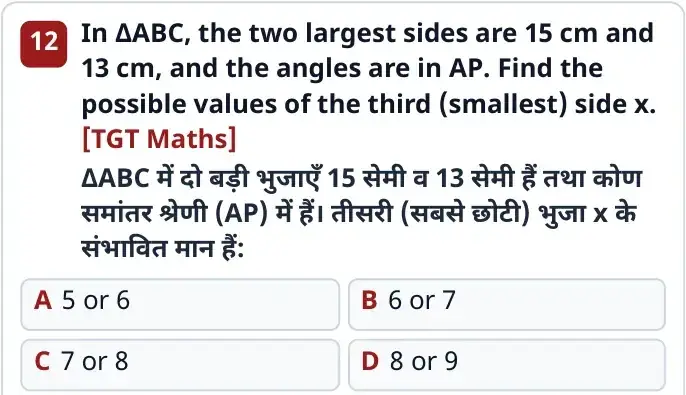 12 In ΔABC, the two largest sides are 15 cm and
13 cm, and the angles are in AP. Find the
possible values of the third (smallest) side x.
[TGT Maths]
ΔABC में दो बड़ी भुजाएँ 15 सेमी व 13 सेमी हैं तथा कोण
समांतर श्रेणी (AP) में हैं। तीसरी (सबसे छोटी) भुजा x के
संभावित मान हैं:
A 5 or 6
B 6 or 7
C 7 or 8
D 8 or 9